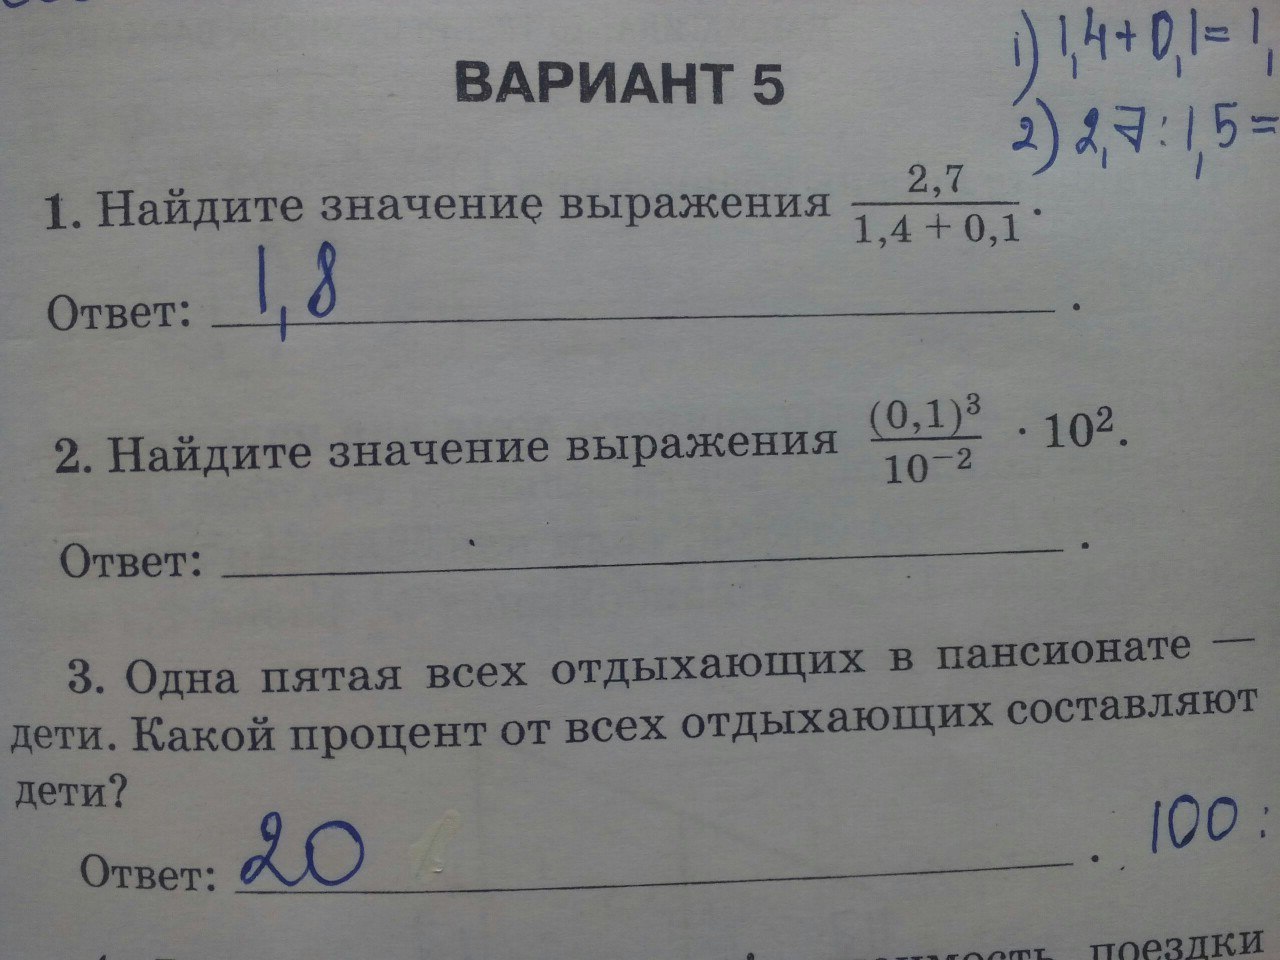 1) 1,4 + 0,1 = 1,
ВАРИАНТ 5
2) 2,7 : 1,5 =
1. Найдите значение выражения 2,7 / (1,4 + 0,1).
Ответ: 1,8.
2. Найдите значение выражения (0,1)³ / 10⁻² · 10².
Ответ: .
3. Одна пятая всех отдыхающих в пансионате —
дети. Какой процент от всех отдыхающих составляют
дети?
Ответ: 20. 100 :
поездки